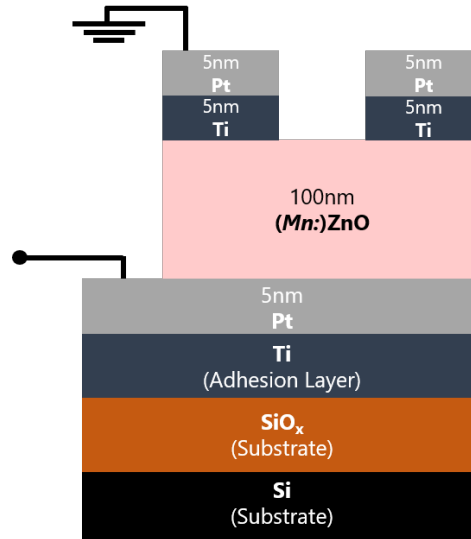 5nm
Pt
5nm
Ti
5nm
Pt
5nm
Ti
100nm
(Mn:)ZnO
5nm
Pt
Ti
(Adhesion Layer)
SiOₓ
(Substrate)
Si
(Substrate)